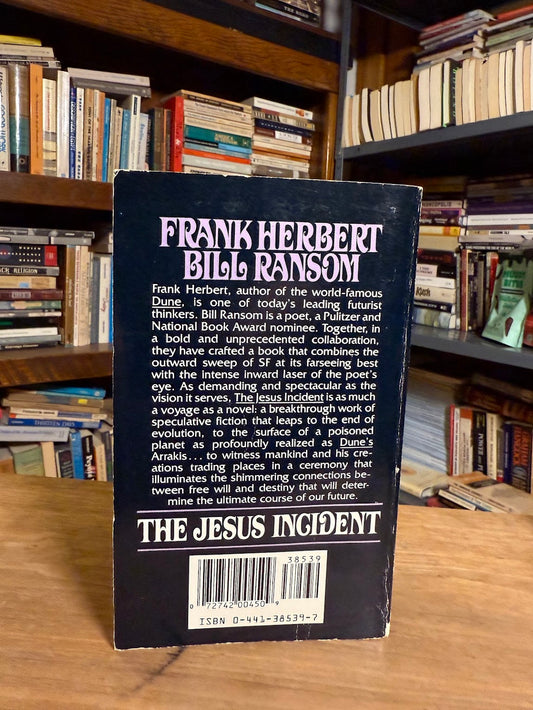 FRANK HERBERT
BILL RANSOM
Frank Herbert, author of the world-famous
Dune, is one of today's leading futurist
thinkers. Bill Ransom is a poet, a Pulitzer and
National Book Award nominee. Together, in
a bold and unprecedented collaboration,
they have crafted a book that combines the
outward sweep of SF at its farseeing best
with the intense inward laser of the poet's
eye. As demanding and spectacular as the
vision it serves, The Jesus Incident is as much
a voyage as a novel: a breakthrough work of
speculative fiction that leaps to the end of
evolution, to the surface of a poisoned
planet as profoundly realized as Dune's
Arrakis... to witness mankind and his cre-
ations trading places in a ceremony that
illuminates the shimmering connections be-
tween free will and destiny that will deter-
mine the ultimate course of our future.
THE JESUS INCIDENT
38539
0 72742 00450 9
ISBN 0-441-38539-7